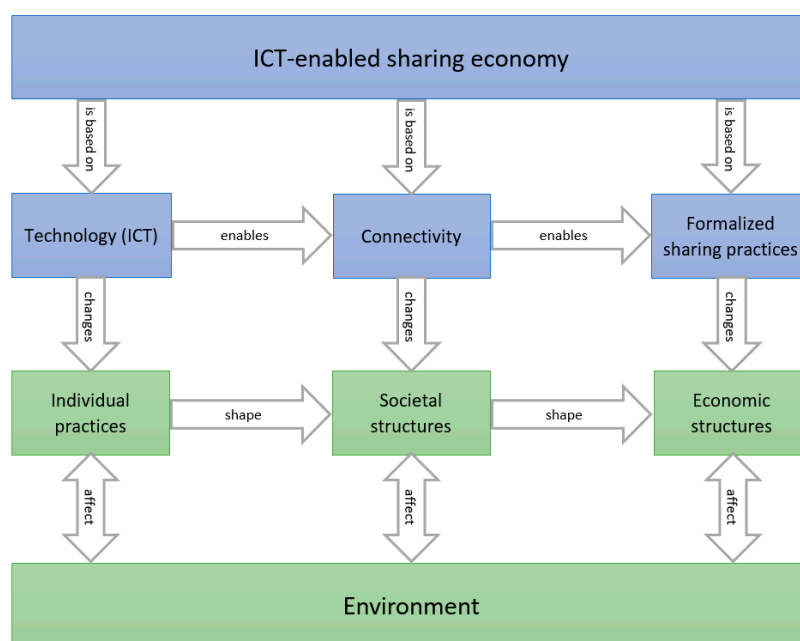 ICT-enabled sharing economy
is based on
is based on
is based on
Technology (ICT)
enables
Connectivity
enables
Formalized
sharing practices
changes
changes
changes
Individual
practices
shape
Societal
structures
shape
Economic
structures
affect
affect
affect
Environment